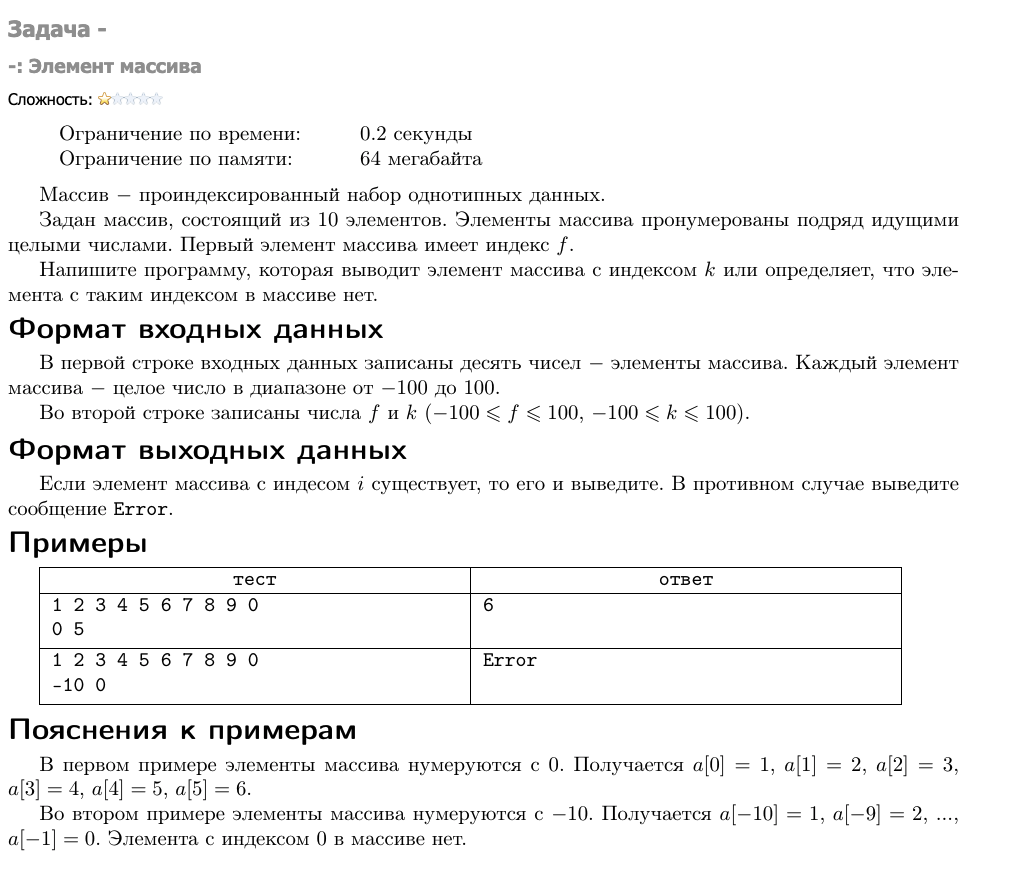 Задача -
-: Элемент массива
Сложность:
Ограничение по времени: 0.2 секунды
Ограничение по памяти: 64 мегабайта
Массив − проиндексированный набор однотипных данных.
Задан массив, состоящий из 10 элементов. Элементы массива пронумерованы подряд идущими
целыми числами. Первый элемент массива имеет индекс f.
Напишите программу, которая выводит элемент массива с индексом k или определяет, что эле-
мента с таким индексом в массиве нет.
Формат входных данных
В первой строке входных данных записаны десять чисел − элементы массива. Каждый элемент
массива − целое число в диапазоне от −100 до 100.
Во второй строке записаны числа f и k (−100 ⩽ f ⩽ 100, −100 ⩽ k ⩽ 100).
Формат выходных данных
Если элемент массива с индесом i существует, то его и выведите. В противном случае выведите
сообщение Error.
Примеры
тест ответ
1 2 3 4 5 6 7 8 9 0 6
0 5
1 2 3 4 5 6 7 8 9 0 Error
-10 0
Пояснения к примерам
В первом примере элементы массива нумеруются с 0. Получается a[0] = 1, a[1] = 2, a[2] = 3,
a[3] = 4, a[4] = 5, a[5] = 6.
Во втором примере элементы массива нумеруются с −10. Получается a[−10] = 1, a[−9] = 2, ...,
a[−1] = 0. Элемента с индексом 0 в массиве нет.